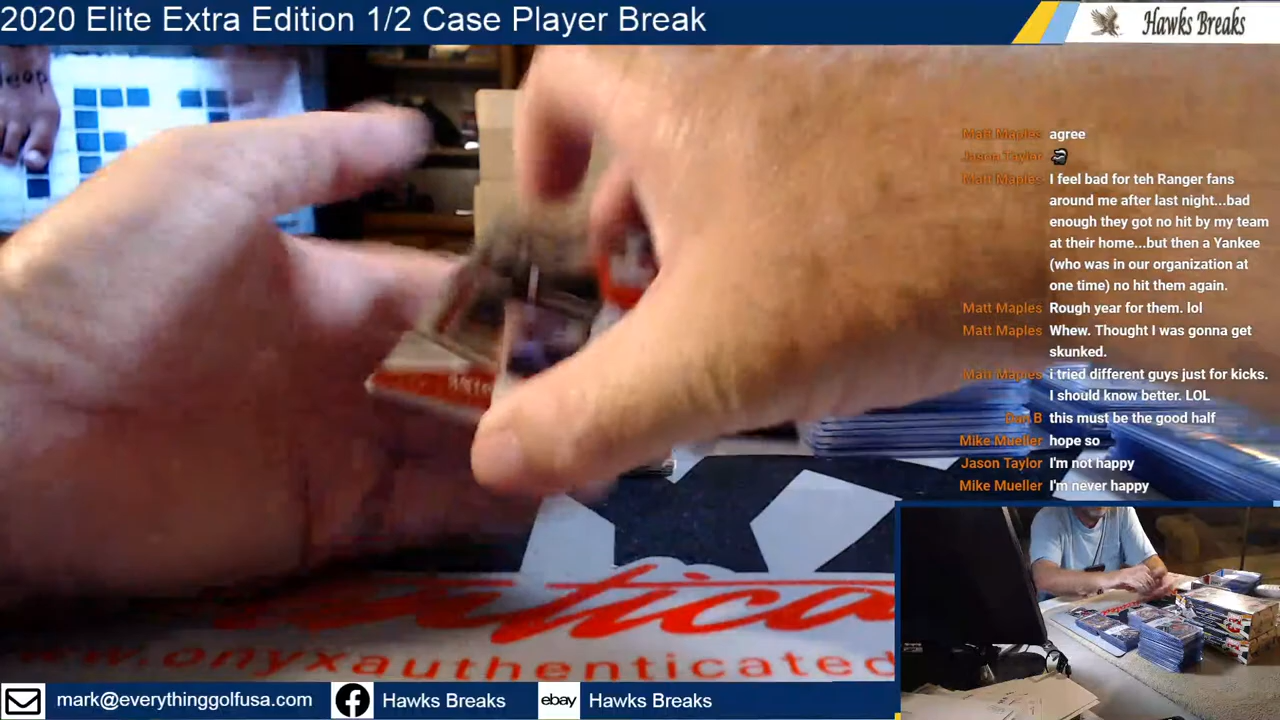 2020 Elite Extra Edition 1/2 Case Player Break
Hawks Breaks
Matt Maples agree
Jason Taylor
Matt Maples I feel bad for teh Ranger fans
around me after last night...bad
enough they got no hit by my team
at their home...but then a Yankee
(who was in our organization at
one time) no hit them again.
Matt Maples Rough year for them. lol
Matt Maples Whew. Thought I was gonna get
skunked.
Matt Maples i tried different guys just for kicks.
I should know better. LOL
Dan B this must be the good half
Mike Mueller hope so
Jason Taylor I'm not happy
Mike Mueller I'm never happy
www.onyxauthenticated
mark@everythinggolfusa.com
Hawks Breaks
ebay Hawks Breaks